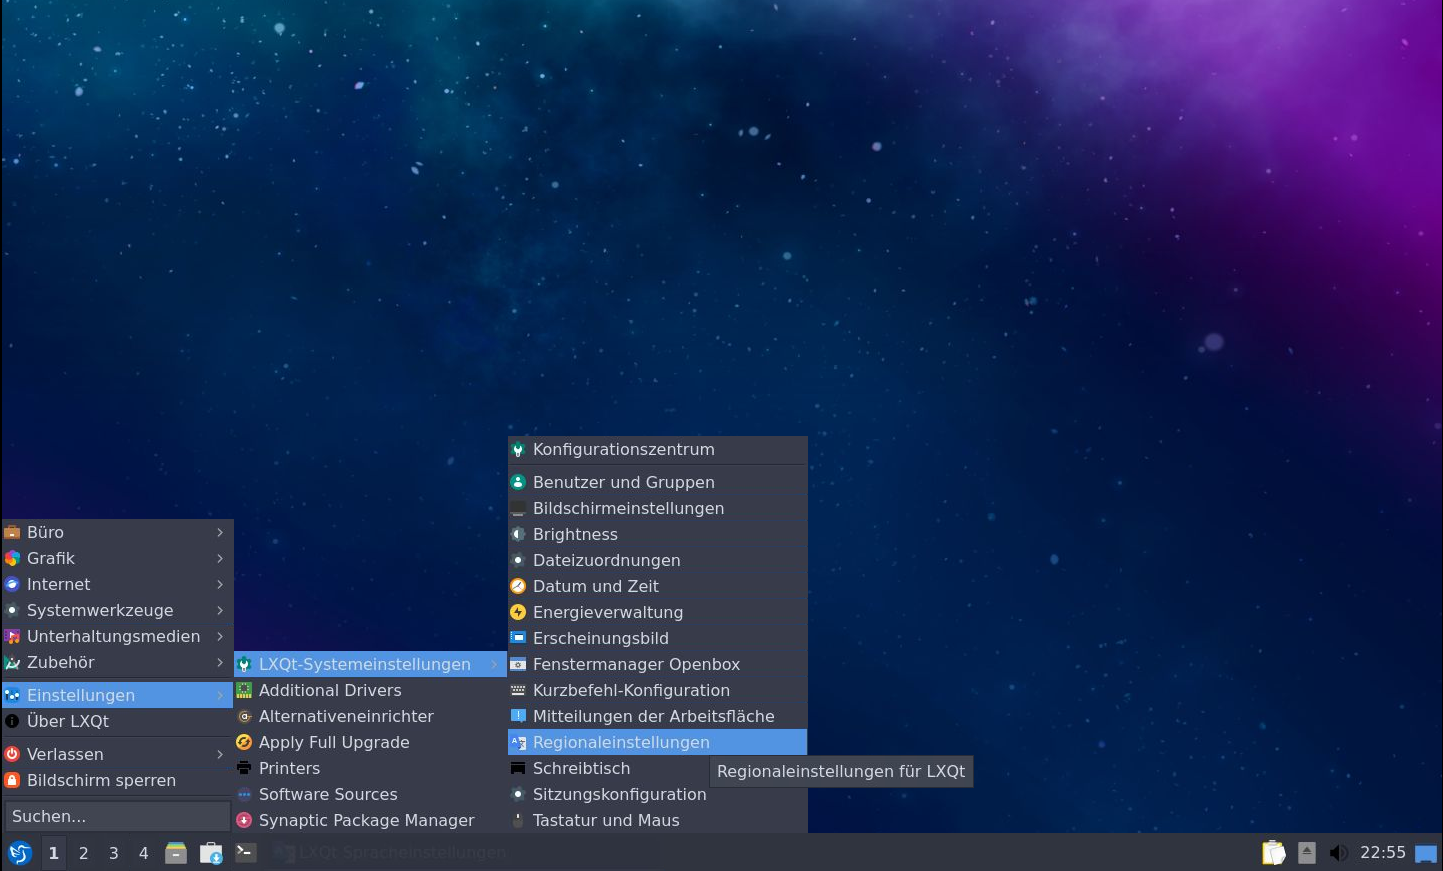 Konfigurationszentrum
Benutzer und Gruppen
Bildschirmeinstellungen
Brightness
Dateizuordnungen
Datum und Zeit
Energieverwaltung
Erscheinungsbild
Fenstermanager Openbox
Kurzbefehl-Konfiguration
Mitteilungen der Arbeitsfläche
Regionaleinstellungen
Schreibtisch
Sitzungskonfiguration
Tastatur und Maus
Regionaleinstellungen für LXQt
Büro
Grafik
Internet
Systemwerkzeuge
Unterhaltungsmedien
Zubehör
Einstellungen
Über LXQt
Verlassen
Bildschirm sperren
Suchen...
LXQt-Systemeinstellungen
Additional Drivers
Alternativeneinrichter
Apply Full Upgrade
Printers
Software Sources
Synaptic Package Manager
1 2 3 4
LXQt Spracheinstellungen
22:55